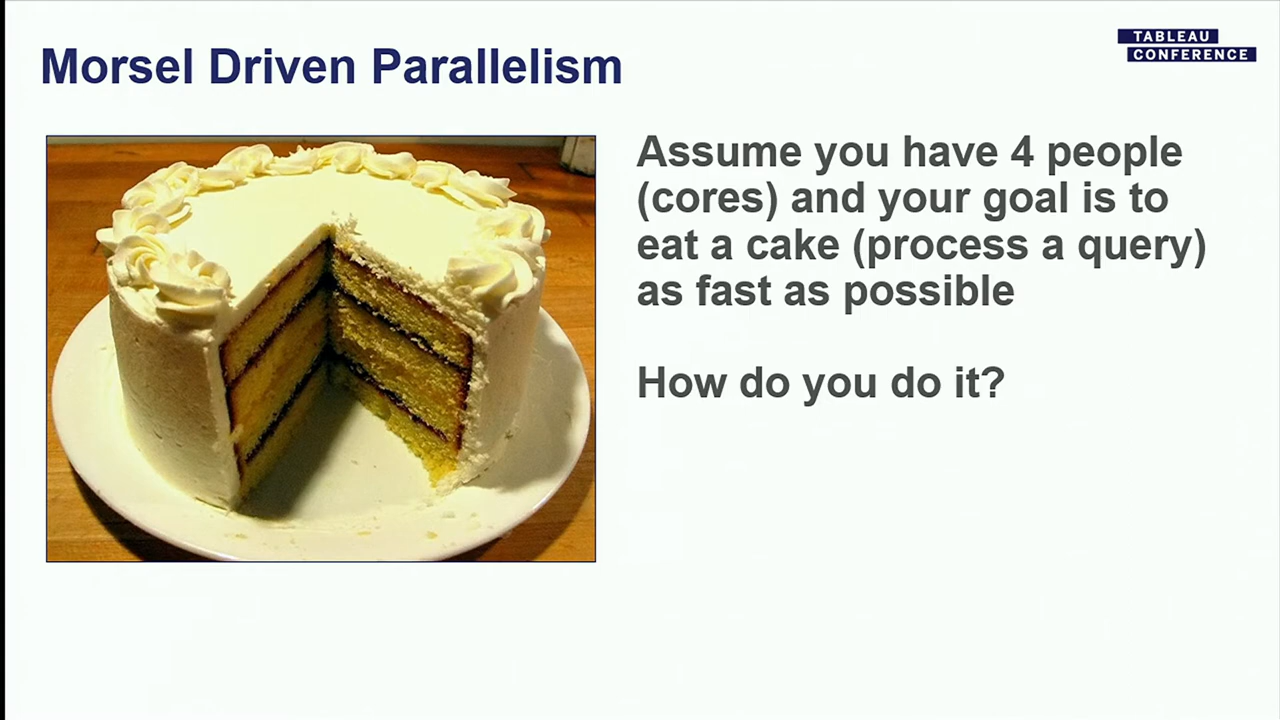 Morsel Driven Parallelism
TABLEAU
CONFERENCE
Assume you have 4 people
(cores) and your goal is to
eat a cake (process a query)
as fast as possible
How do you do it?